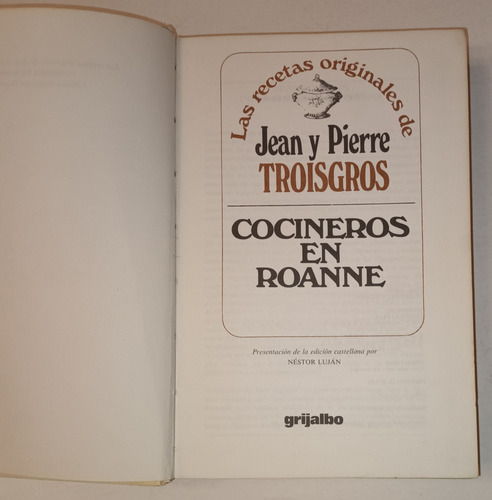 Las recetas originales de
Jean y Pierre
TROISGROS
COCINEROS
EN
ROANNE
Presentación de la edición castellana por
NÉSTOR LUJÁN
grijalbo